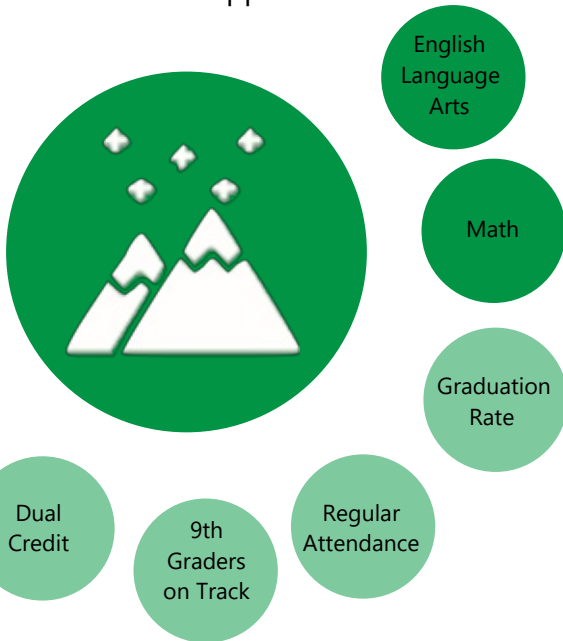 English
Language
Arts
Math
Graduation
Rate
Regular
Attendance
9th
Graders
on Track
Dual
Credit